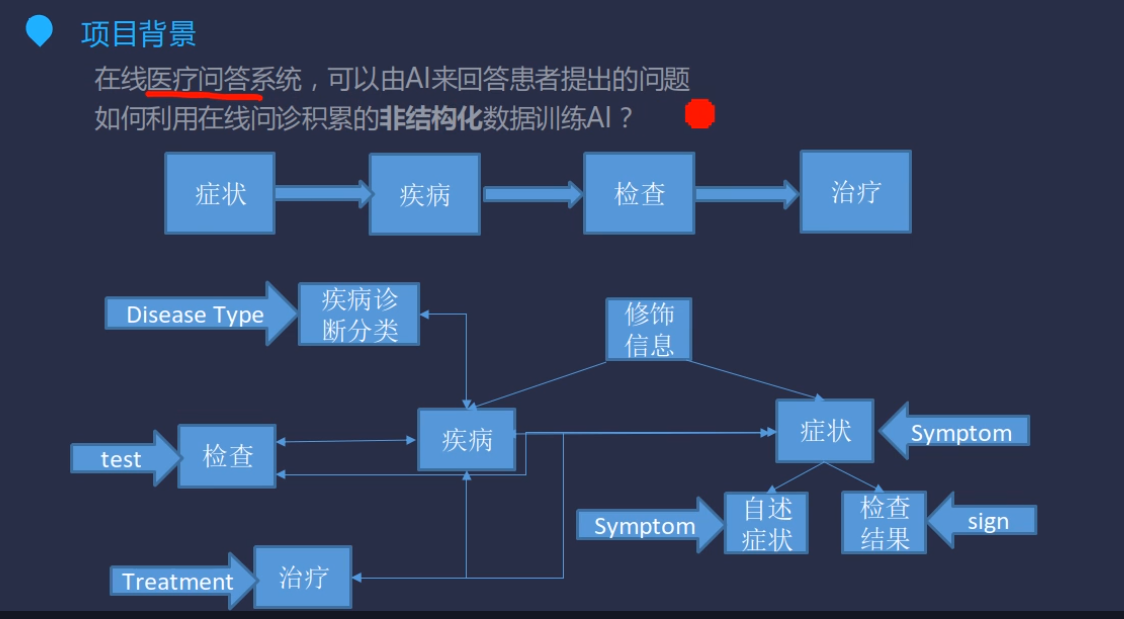 项目背景
在线医疗问答系统，可以由AI来回答患者提出的问题
如何利用在线问诊积累的非结构化数据训练AI？
症状
疾病
检查
治疗
Disease Type
疾病诊
断分类
修饰
信息
test
检查
疾病
症状
Symptom
Symptom
自述
症状
检查
结果
sign
Treatment
治疗